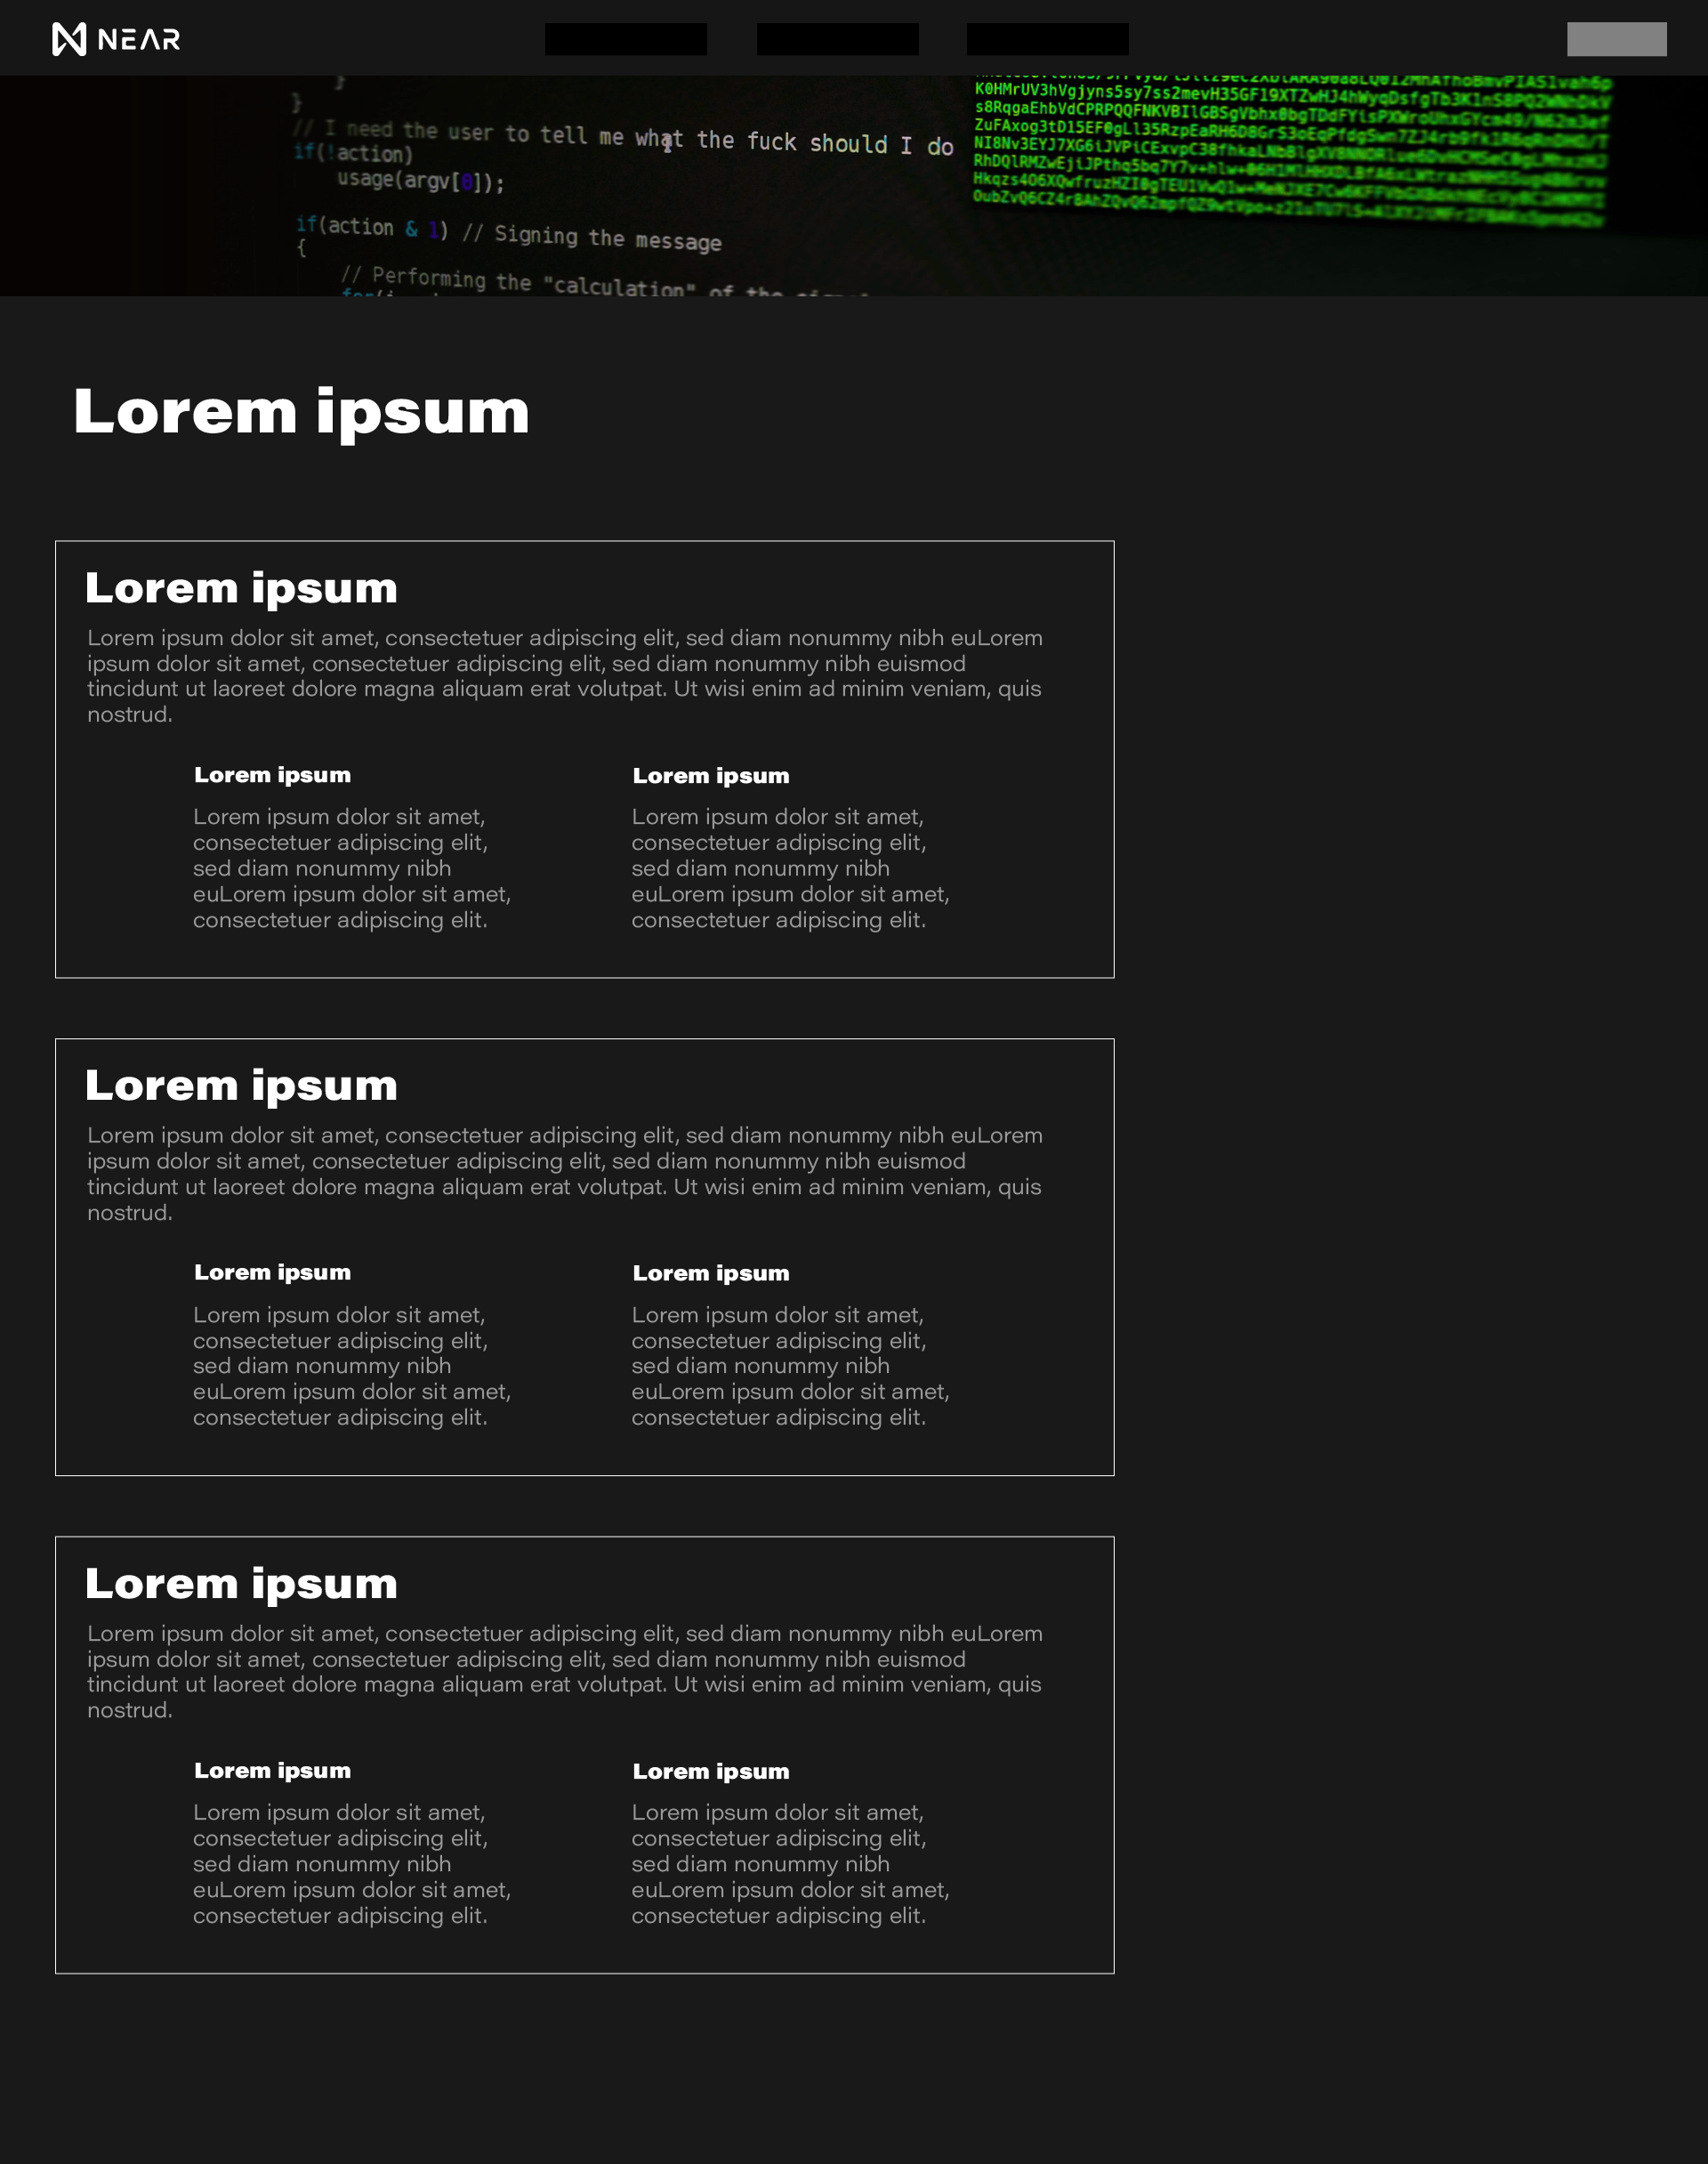 NEAR
}
}
// I need the user to tell me what the fuck should I do
if(!action)
usage(argv[0]);
if(action & 1) // Signing the message
{
// Performing the "calculation" of the
K0HMrUV3hVgjyns5sy7ss2mevH35GF19XTZwHJ4hWyqDsfgTb3K1nS8PQ2WNhDkV
Lorem ipsum
Lorem ipsum
Lorem ipsum dolor sit amet, consectetuer adipiscing elit, sed diam nonummy nibh euLorem
ipsum dolor sit amet, consectetuer adipiscing elit, sed diam nonummy nibh euismod
tincidunt ut laoreet dolore magna aliquam erat volutpat. Ut wisi enim ad minim veniam, quis
nostrud.
Lorem ipsum
Lorem ipsum dolor sit amet,
consectetuer adipiscing elit,
sed diam nonummy nibh
euLorem ipsum dolor sit amet,
consectetuer adipiscing elit.
Lorem ipsum
Lorem ipsum dolor sit amet,
consectetuer adipiscing elit,
sed diam nonummy nibh
euLorem ipsum dolor sit amet,
consectetuer adipiscing elit.
Lorem ipsum
Lorem ipsum dolor sit amet, consectetuer adipiscing elit, sed diam nonummy nibh euLorem
ipsum dolor sit amet, consectetuer adipiscing elit, sed diam nonummy nibh euismod
tincidunt ut laoreet dolore magna aliquam erat volutpat. Ut wisi enim ad minim veniam, quis
nostrud.
Lorem ipsum
Lorem ipsum dolor sit amet,
consectetuer adipiscing elit,
sed diam nonummy nibh
euLorem ipsum dolor sit amet,
consectetuer adipiscing elit.
Lorem ipsum
Lorem ipsum dolor sit amet,
consectetuer adipiscing elit,
sed diam nonummy nibh
euLorem ipsum dolor sit amet,
consectetuer adipiscing elit.
Lorem ipsum
Lorem ipsum dolor sit amet, consectetuer adipiscing elit, sed diam nonummy nibh euLorem
ipsum dolor sit amet, consectetuer adipiscing elit, sed diam nonummy nibh euismod
tincidunt ut laoreet dolore magna aliquam erat volutpat. Ut wisi enim ad minim veniam, quis
nostrud.
Lorem ipsum
Lorem ipsum dolor sit amet,
consectetuer adipiscing elit,
sed diam nonummy nibh
euLorem ipsum dolor sit amet,
consectetuer adipiscing elit.
Lorem ipsum
Lorem ipsum dolor sit amet,
consectetuer adipiscing elit,
sed diam nonummy nibh
euLorem ipsum dolor sit amet,
consectetuer adipiscing elit.